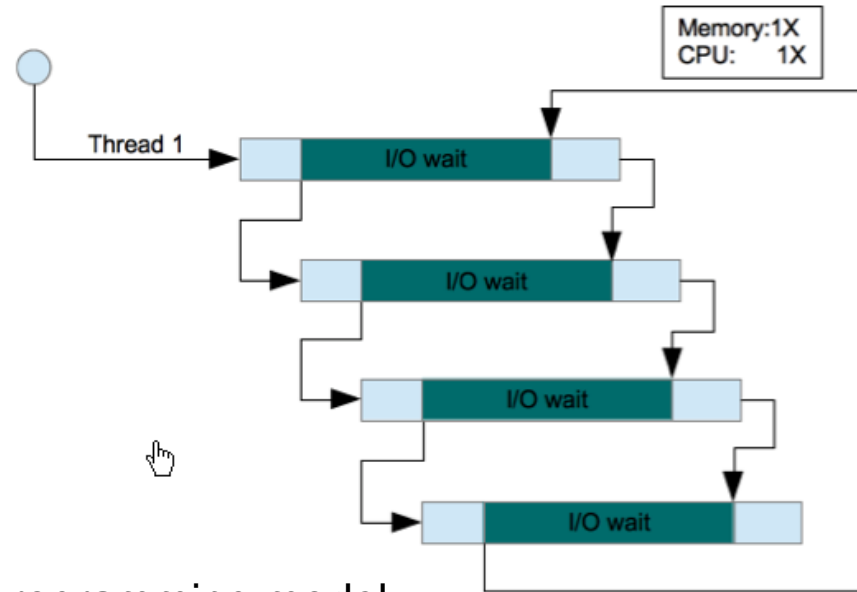 Memory:1X
CPU: 1X
Thread 1
I/O wait
I/O wait
I/O wait
I/O wait